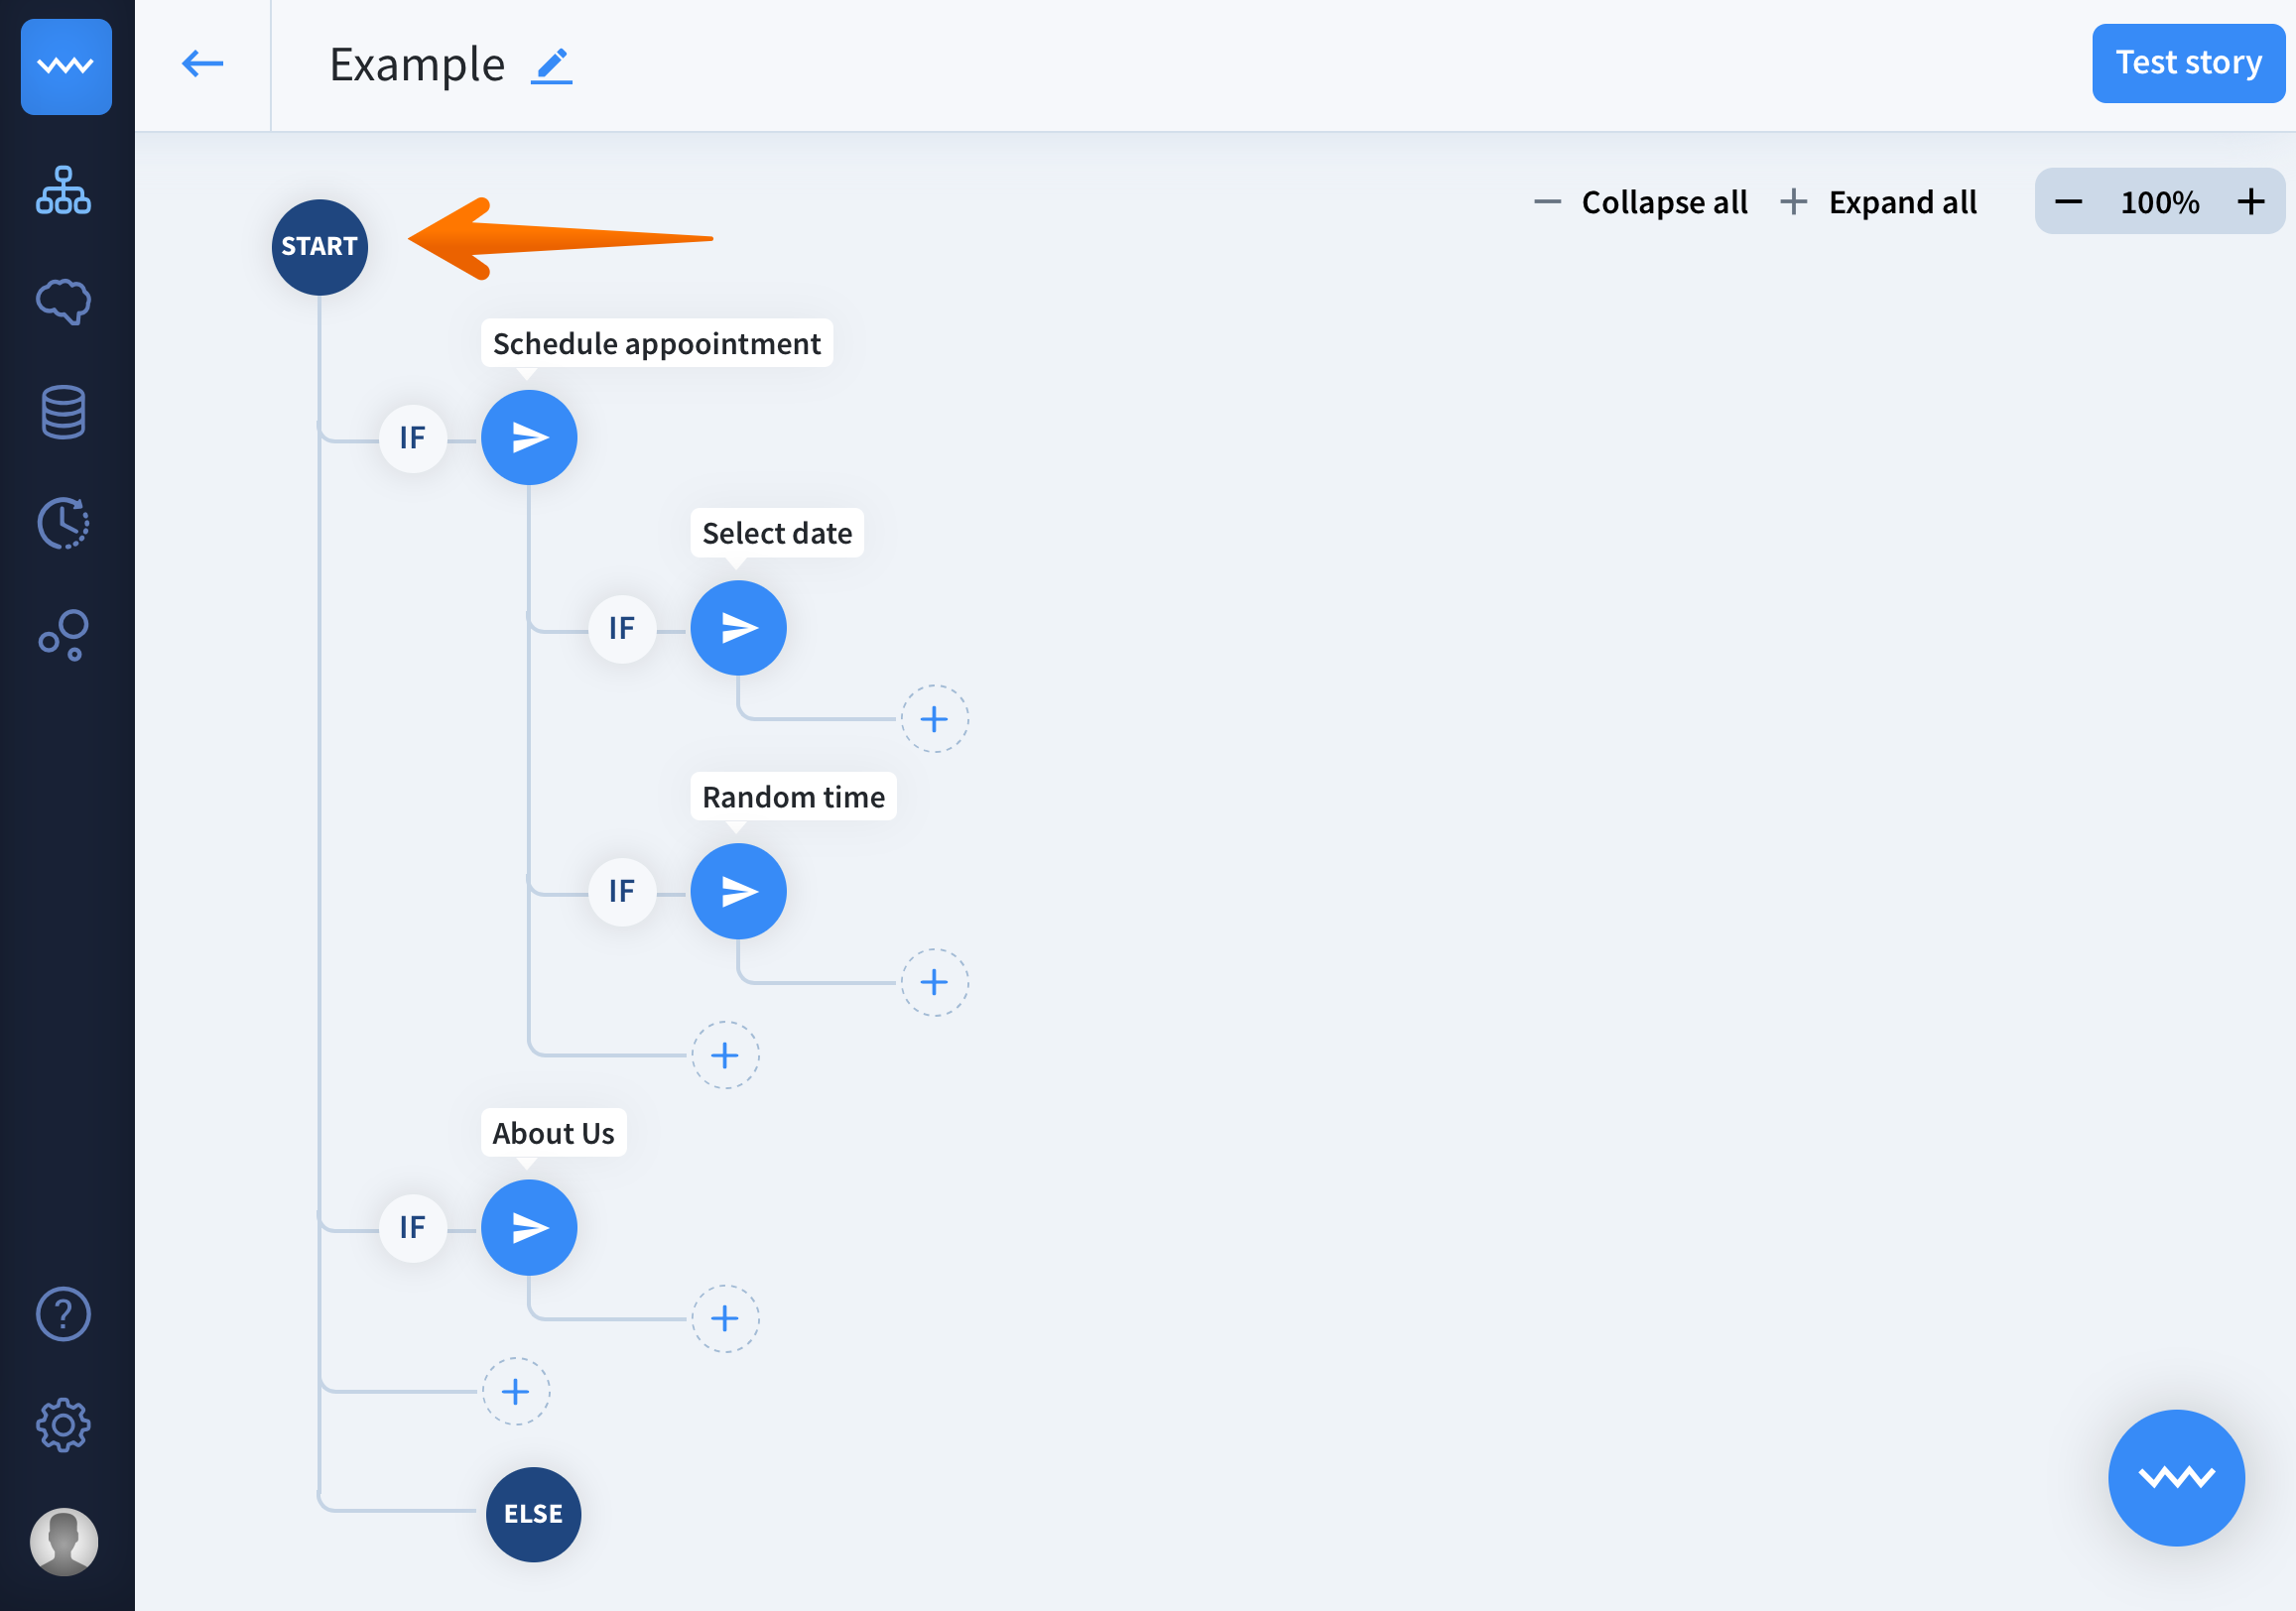 Example
Test story
Collapse all
Expand all
100%
START
Schedule appoointment
IF
Select date
IF
Random time
IF
About Us
IF
ELSE
?